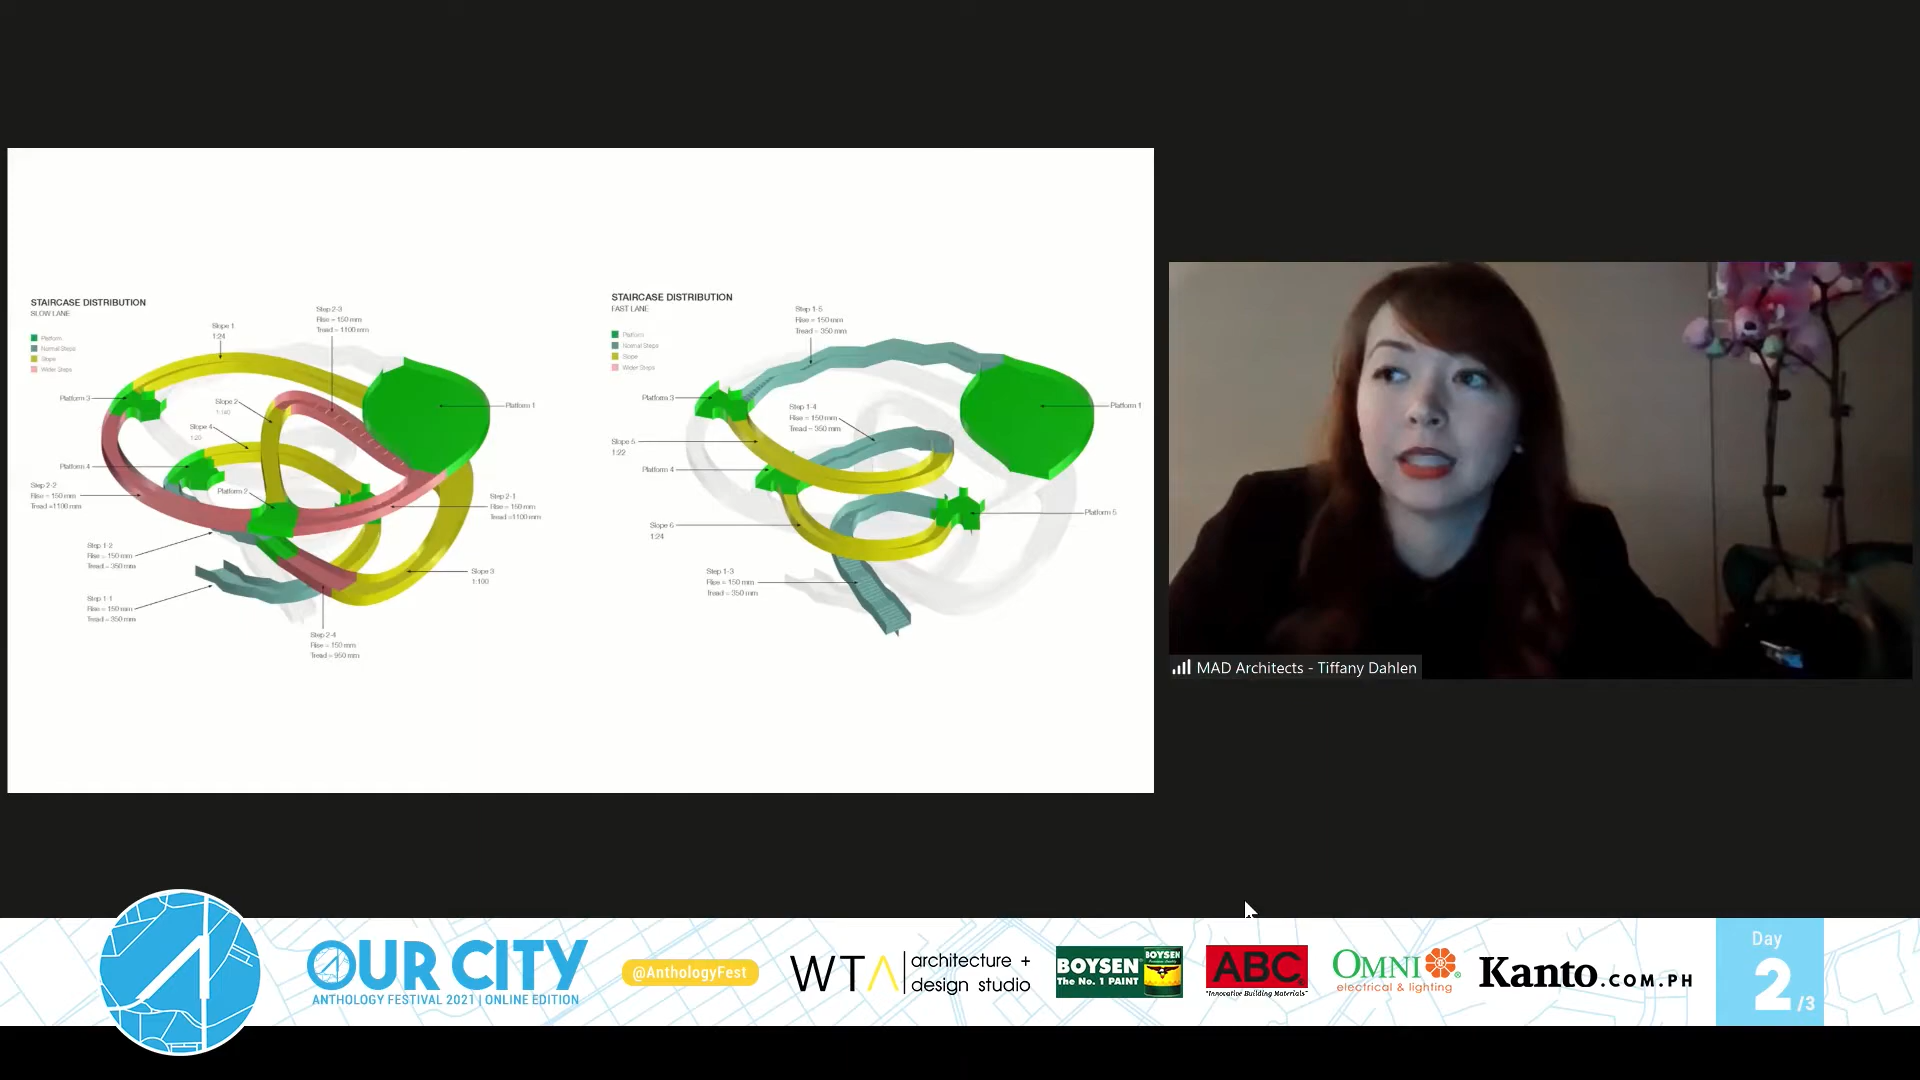 STAIRCASE DISTRIBUTION
SLOW LANE
Platform
Normal Steps
Slope
Wider Steps
Slope 1
1:24
Step 2-3
Rise = 150 mm
Tread = 1100 mm
Platform 3
Slope 2
1:140
Platform 1
Slope 4
1:20
Platform 4
Step 2-2
Rise = 150 mm
Tread =1100 mm
Platform 2
Step 2-1
Rise = 150 mm
Tread =1100 mm
Step 1-2
Rise = 150 mm
Tread = 350 mm
Slope 3
1:100
Step 1-1
Rise = 150 mm
Tread = 350 mm
Step 2-4
Rise = 150 mm
Tread = 950 mm
STAIRCASE DISTRIBUTION
FAST LANE
Platform
Normal Steps
Slope
Wider Steps
Step 1-5
Rise = 150 mm
Tread = 350 mm
Platform 3
Step 1-4
Rise = 150 mm
Tread = 350 mm
Platform 1
Slope 5
1:22
Platform 4
Slope 6
1:24
Platform 5
Step 1-3
Rise = 150 mm
Tread = 350 mm
MAD Architects - Tiffany Dahlen
OUR CITY
ANTHOLOGY FESTIVAL 2021 | ONLINE EDITION
@AnthologyFest
WTA architecture +
design studio
BOYSEN
The No. 1 PAINT
BOYSEN
ABC
"Innovative Building Materials"
OMNI
electrical & lighting
Kanto.COM.PH
Day
2/3